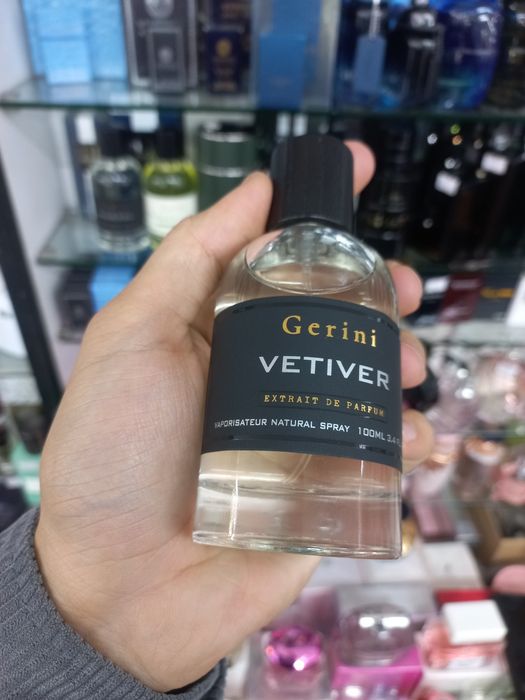 Gerini
VETIVER
EXTRAIT DE PARFUM
VAPORISATEUR NATURAL SPRAY 100ML 3.4